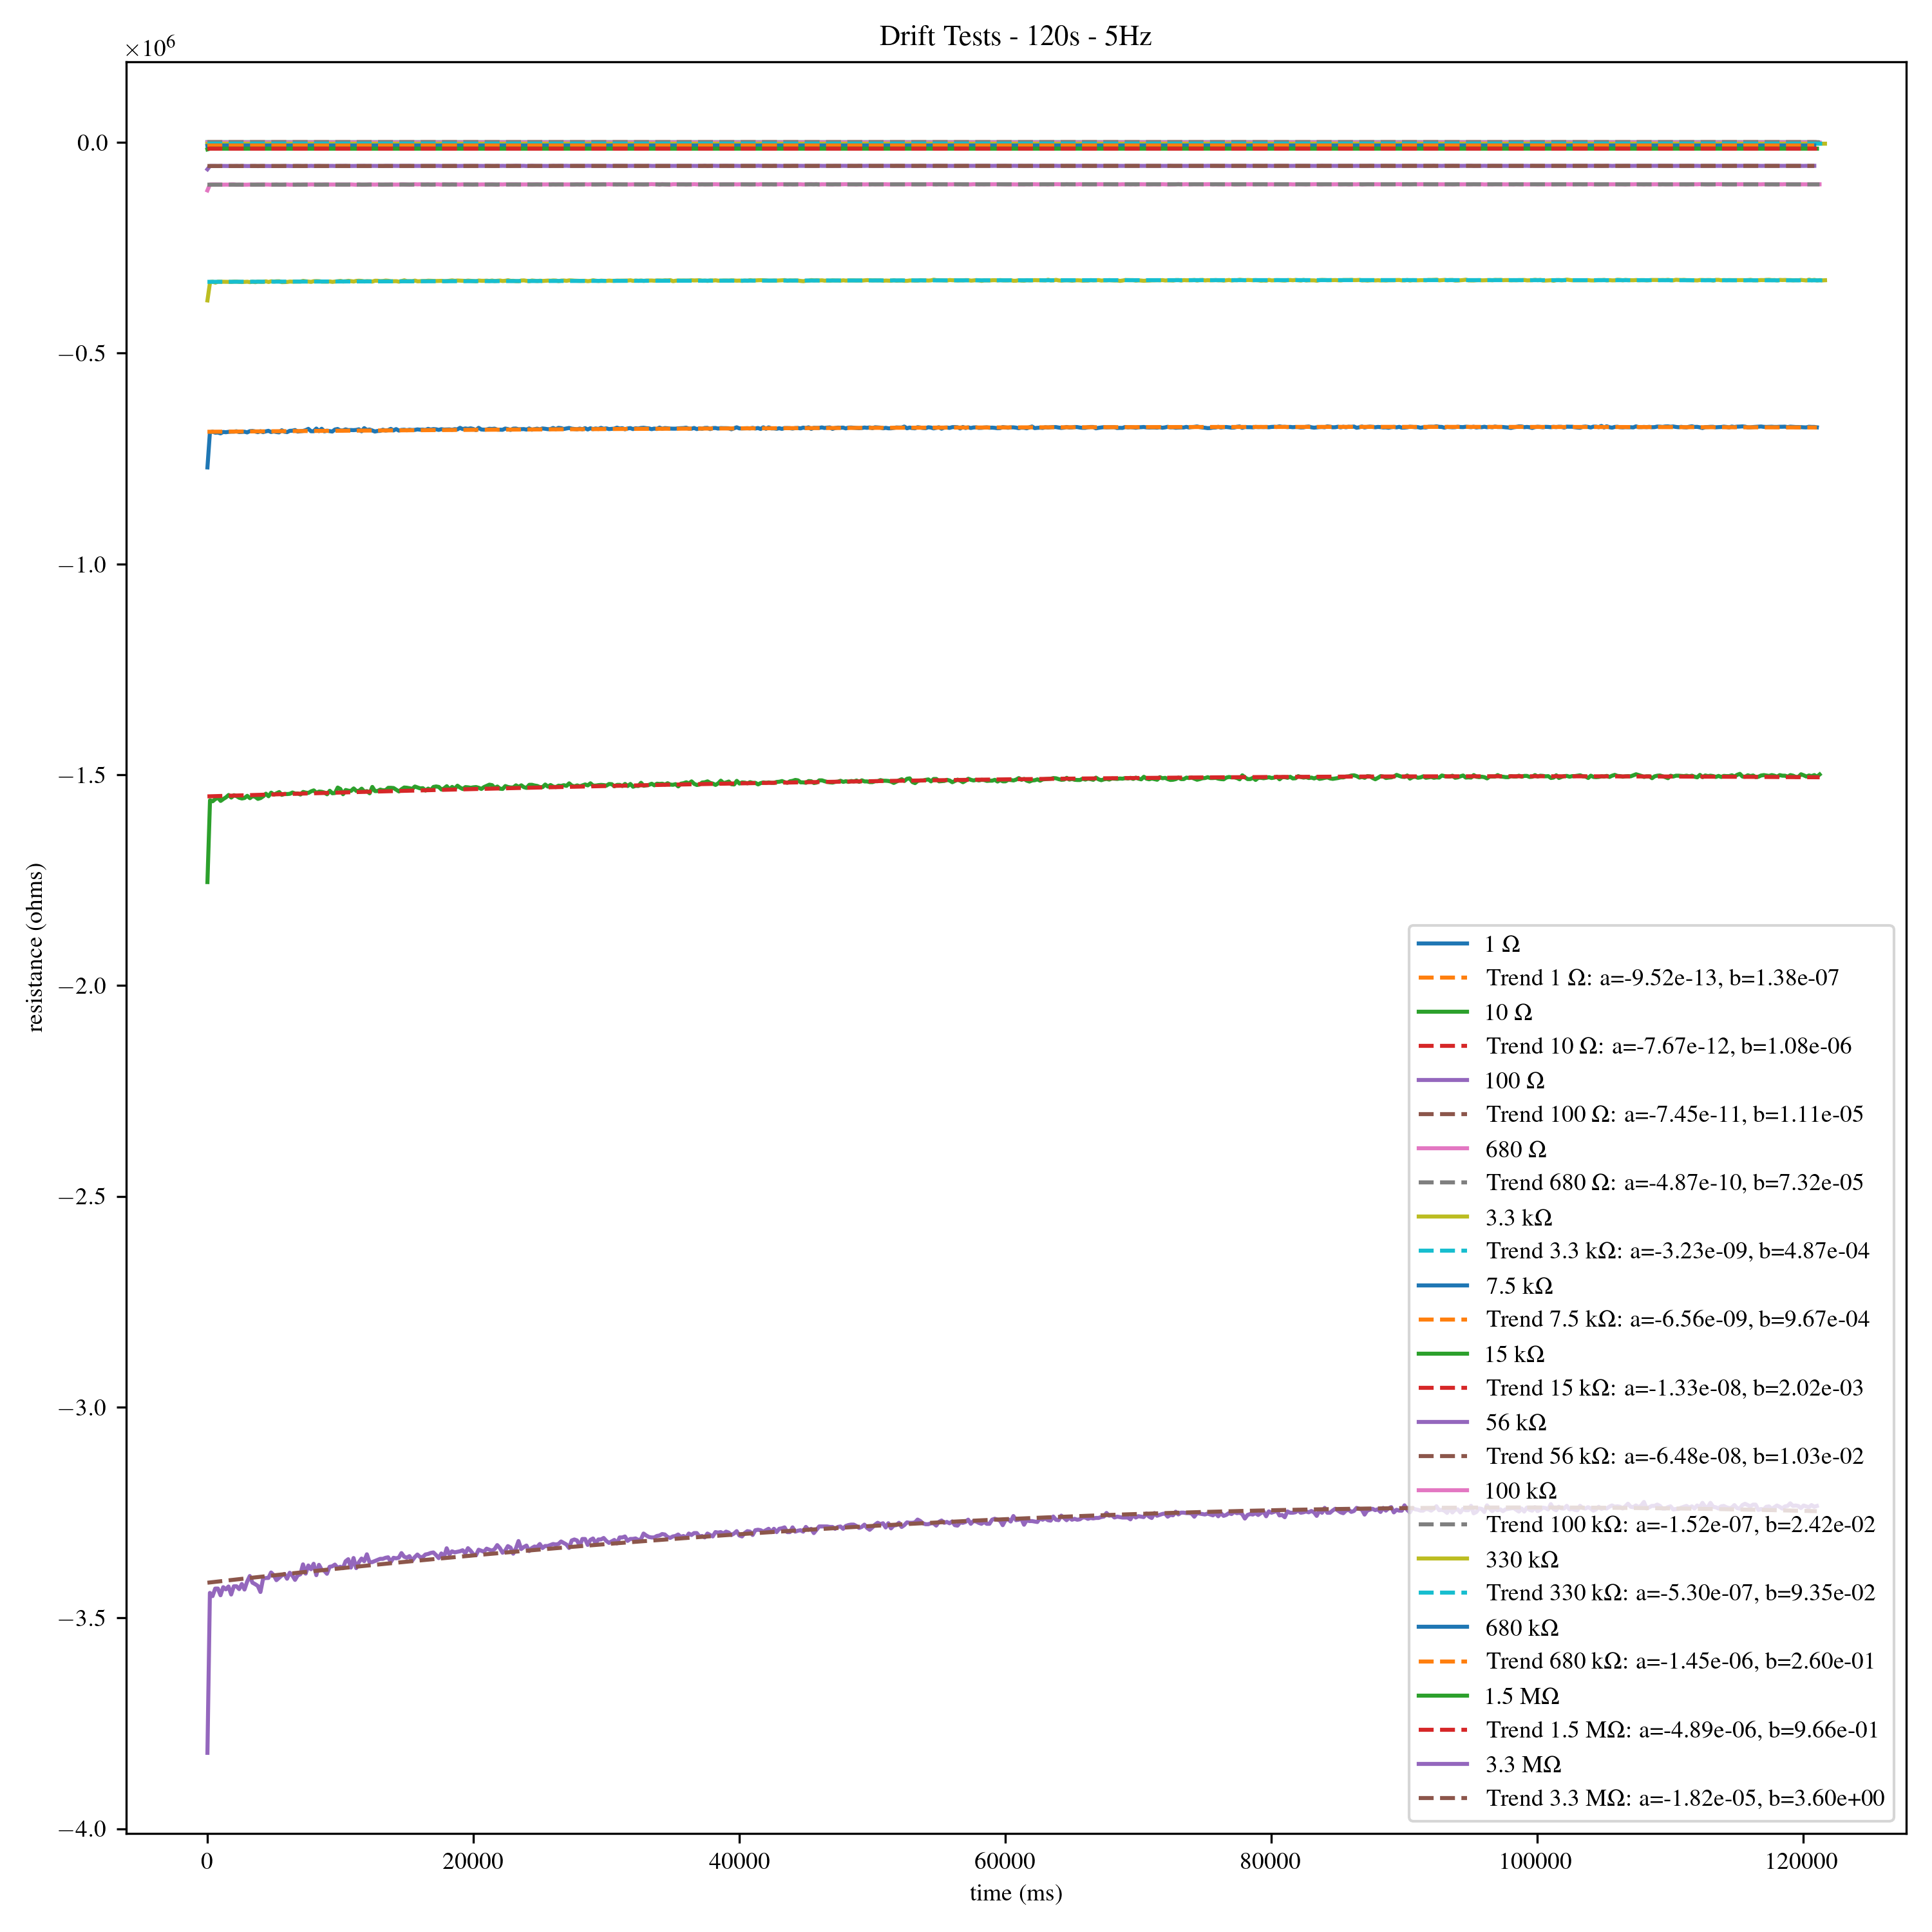 Drift Tests - 120s - 5Hz
×10⁶
0.0
−0.5
−1.0
−1.5
−2.0
−2.5
−3.0
−3.5
−4.0
resistance (ohms)
1 Ω
Trend 1 Ω: a=-9.52e-13, b=1.38e-07
10 Ω
Trend 10 Ω: a=-7.67e-12, b=1.08e-06
100 Ω
Trend 100 Ω: a=-7.45e-11, b=1.11e-05
680 Ω
Trend 680 Ω: a=-4.87e-10, b=7.32e-05
3.3 kΩ
Trend 3.3 kΩ: a=-3.23e-09, b=4.87e-04
7.5 kΩ
Trend 7.5 kΩ: a=-6.56e-09, b=9.67e-04
15 kΩ
Trend 15 kΩ: a=-1.33e-08, b=2.02e-03
56 kΩ
Trend 56 kΩ: a=-6.48e-08, b=1.03e-02
100 kΩ
Trend 100 kΩ: a=-1.52e-07, b=2.42e-02
330 kΩ
Trend 330 kΩ: a=-5.30e-07, b=9.35e-02
680 kΩ
Trend 680 kΩ: a=-1.45e-06, b=2.60e-01
1.5 MΩ
Trend 1.5 MΩ: a=-4.89e-06, b=9.66e-01
3.3 MΩ
Trend 3.3 MΩ: a=-1.82e-05, b=3.60e+00
0 20000 40000 60000 80000 100000 120000
time (ms)